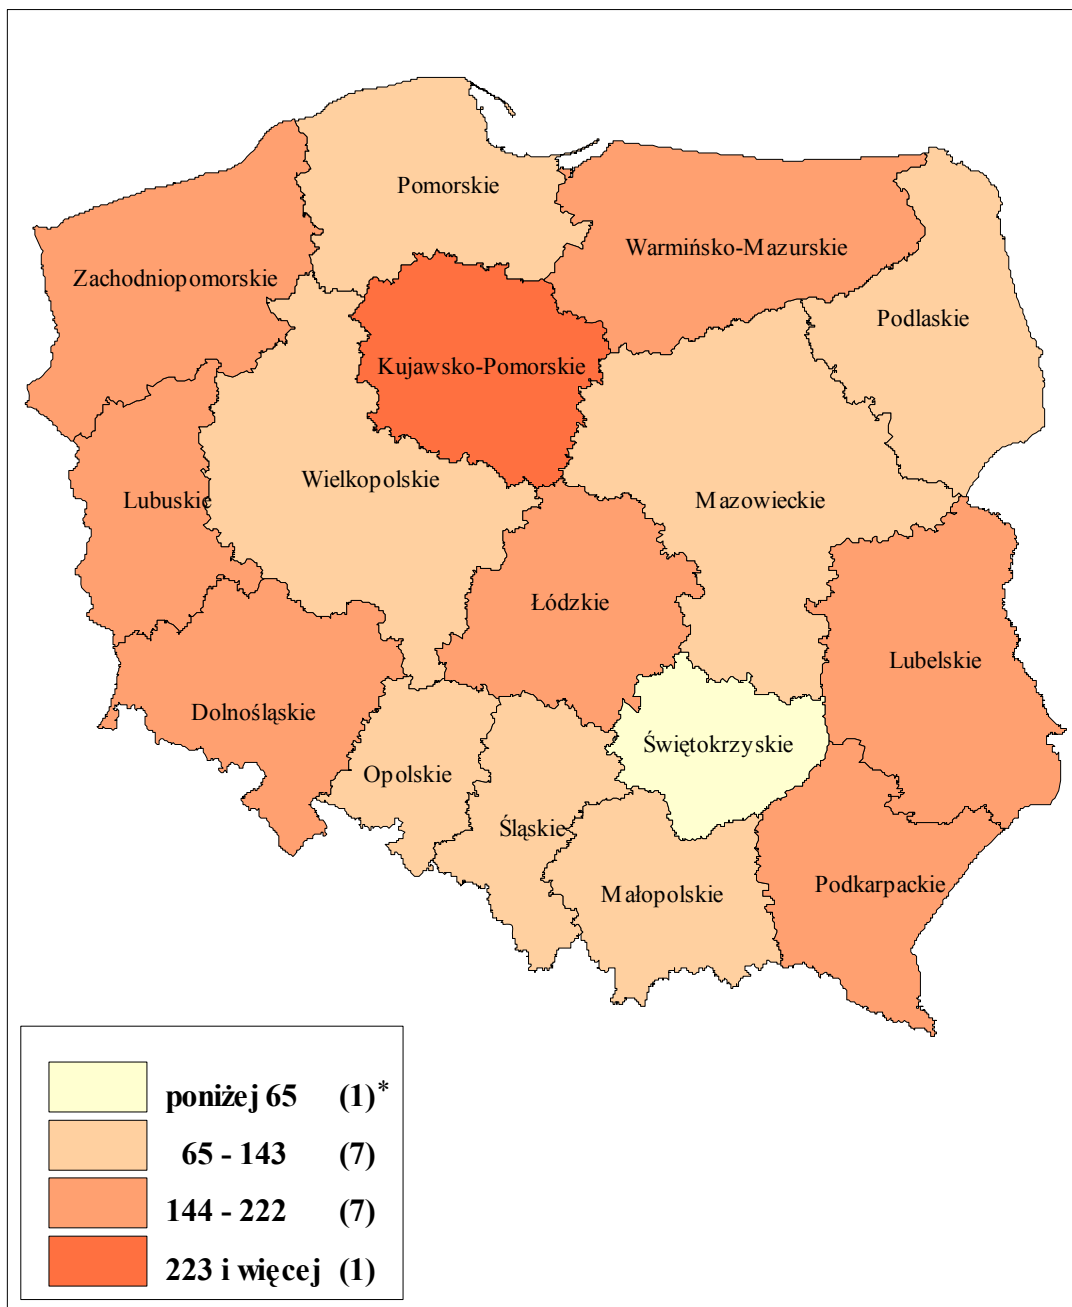 Pomorskie
Warmińsko-Mazurskie
Zachodniopomorskie
Podlaskie
Kujawsko-Pomorskie
Wielkopolskie
Lubuskie
Mazowieckie
Łódzkie
Lubelskie
Dolnośląskie
Świętokrzyskie
Opolskie
Śląskie
Podkarpackie
Małopolskie
poniżej 65 (1)*
65 - 143 (7)
144 - 222 (7)
223 i więcej (1)